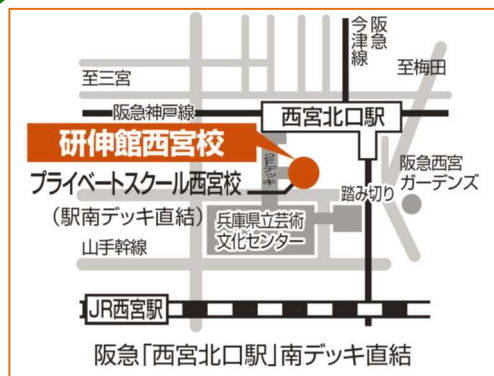 阪急
今津線
至三宮
至梅田
阪急神戸線
西宮北口駅
研伸館西宮校
プライベートスクール西宮校
(駅南デッキ直結)
踏み切り
阪急西宮
ガーデンズ
兵庫県立芸術
文化センター
山手幹線
JR西宮駅
阪急「西宮北口駅」南デッキ直結